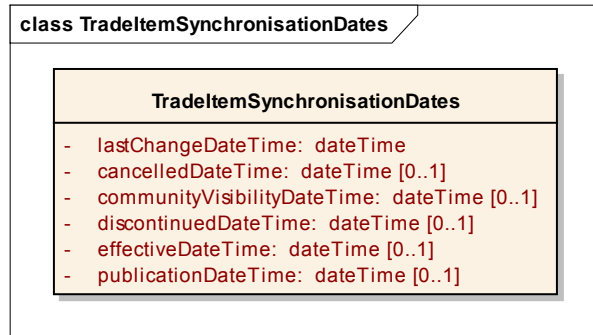 class TradeItemSynchronisationDates
TradeItemSynchronisationDates
- lastChangeDateTime: dateTime
- cancelledDateTime: dateTime [0..1]
- communityVisibilityDateTime: dateTime [0..1]
- discontinuedDateTime: dateTime [0..1]
- effectiveDateTime: dateTime [0..1]
- publicationDateTime: dateTime [0..1]